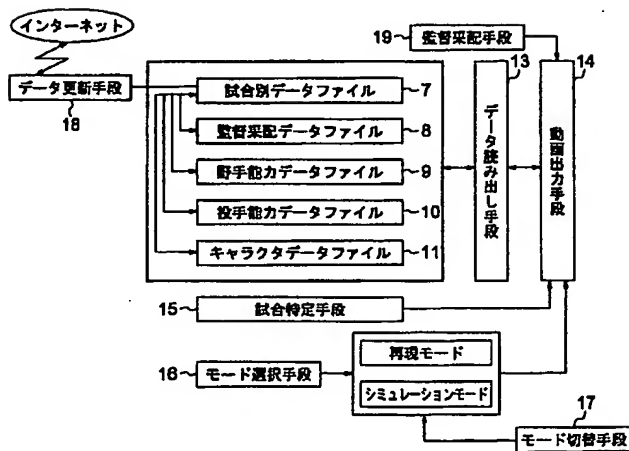 インターネット
データ更新手段
18
試合別データファイル
7
監督采配データファイル
8
野手能力データファイル
9
投手能力データファイル
10
キャラクタデータファイル
11
19
監督采配手段
13
データ読み出し手段
14
動画出力手段
15
試合特定手段
16
モード選択手段
再現モード
シミュレーションモード
17
モード切替手段